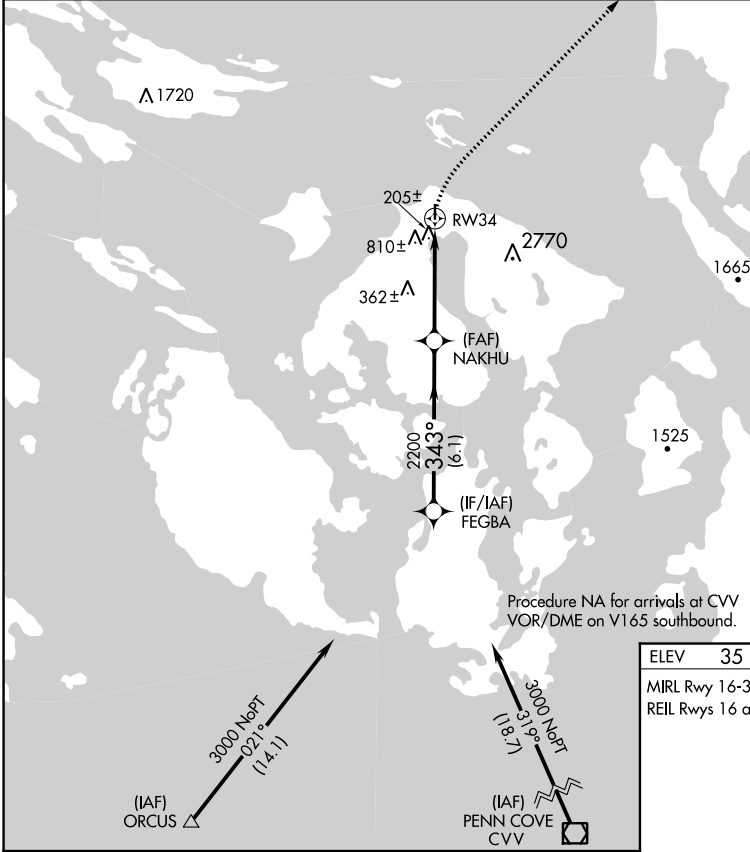 1720
205±
RW34
810±
2770
1665
362±
(FAF)
NAKHU
2200
343°
(6.1)
1525
(IF/IAF)
FEGBA
Procedure NA for arrivals at CVV
VOR/DME on V165 southbound.
ELEV 35
MIRL Rwy 16-3
REIL Rwys 16 a
3000 NoPT
021°
(14.1)
3000 NoPT
319°
(18.7)
(IAF)
ORCUS
(IAF)
PENN COVE
CVV